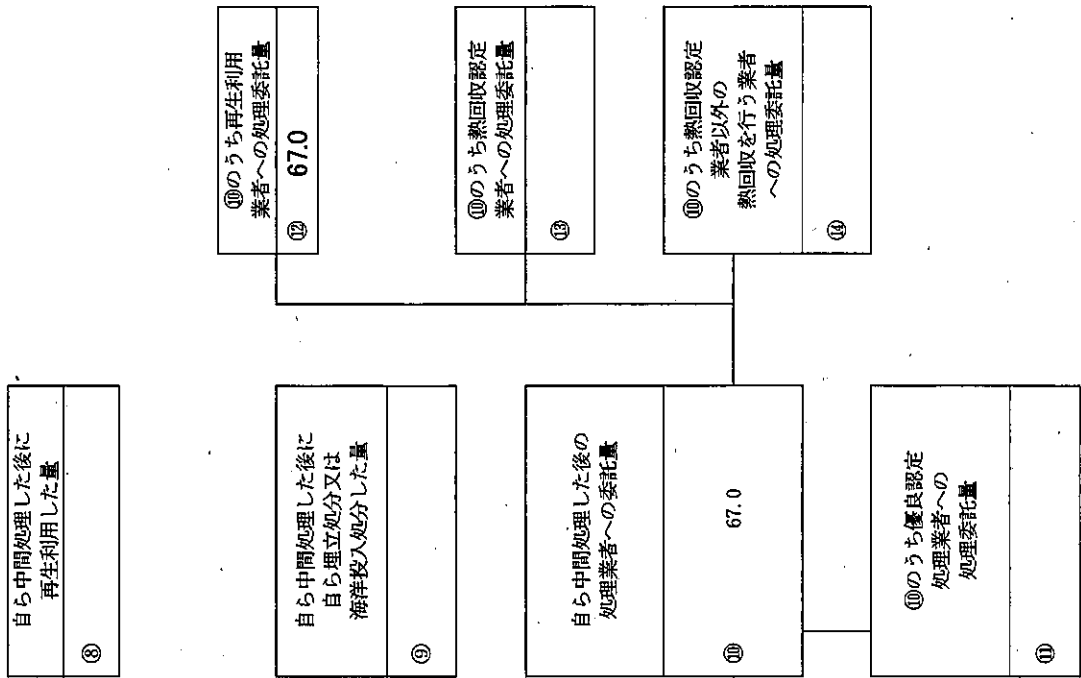 自ら中間処理した後に
再生利用した量
⑧
自ら中間処理した後に
自ら埋立処分又は
海洋投入処分した量
⑨
自ら中間処理した後の
処理業者への委託量
⑩
67.0
⑩のうち優良認定
処理業者への
処理委託量
⑪
⑩のうち再生利用
業者への処理委託量
⑫
67.0
⑩のうち熱回収認定
業者への処理委託量
⑬
⑩のうち熱回収認定
業者以外の
熱回収を行う業者
への処理委託量
⑭